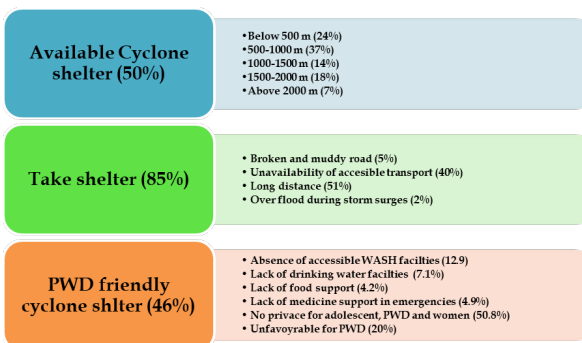 Available Cyclone
shelter (50%)
•Below 500 m (24%)
•500-1000 m (37%)
•1000-1500 m (14%)
•1500-2000 m (18%)
•Above 2000 m (7%)
Take shelter (85%)
• Broken and muddy road (5%)
• Unavailability of accesible transport (40%)
• Long distance (51%)
• Over flood during storm surges (2%)
PWD friendly
cyclone shlter (46%)
• Absence of accessible WASH facilties (12.9)
• Lack of drinking water facilties (7.1%)
• Lack of food support (4.2%)
• Lack of medicine support in emergencies (4.9%)
• No privace for adolescent, PWD and women (50.8%)
• Unfavoyrable for PWD (20%)